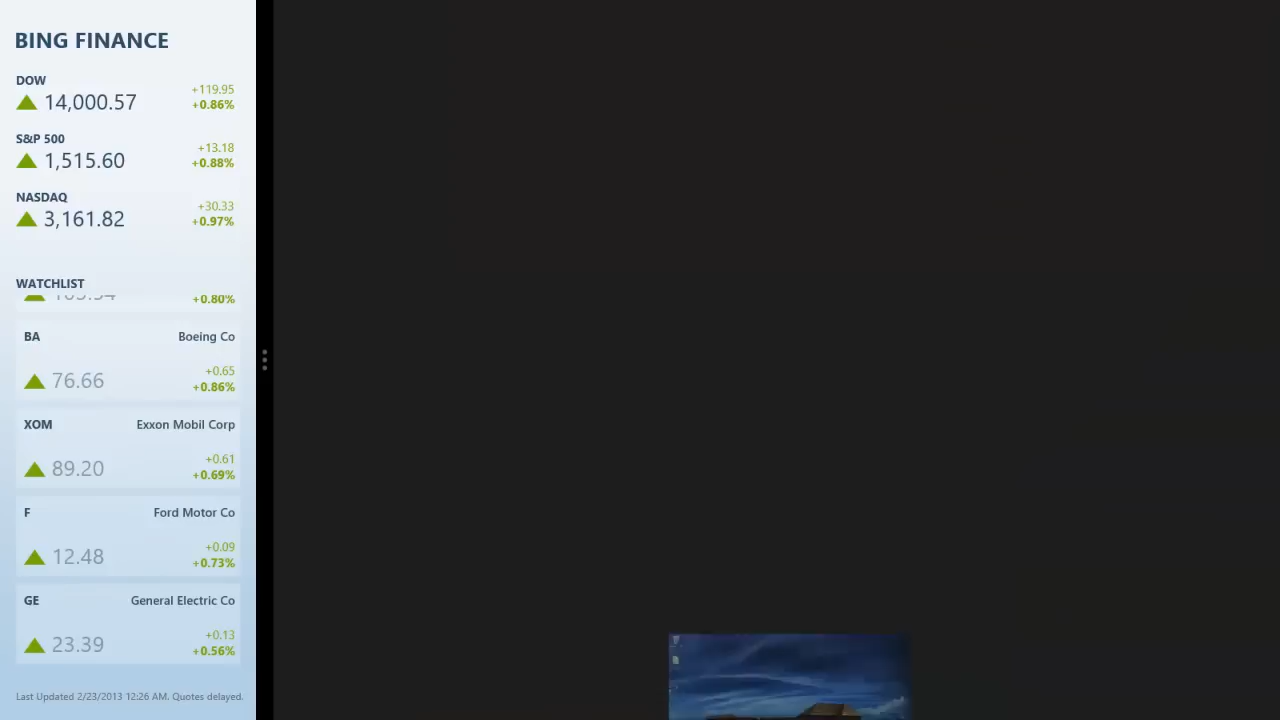 BING FINANCE
DOW
14,000.57
+119.95
+0.86%
S&P 500
1,515.60
+13.18
+0.88%
NASDAQ
3,161.82
+30.33
+0.97%
WATCHLIST
+0.80%
BA Boeing Co
76.66
+0.65
+0.86%
XOM Exxon Mobil Corp
89.20
+0.61
+0.69%
F Ford Motor Co
12.48
+0.09
+0.73%
GE General Electric Co
23.39
+0.13
+0.56%
Last Updated 2/23/2013 12:26 AM. Quotes delayed.